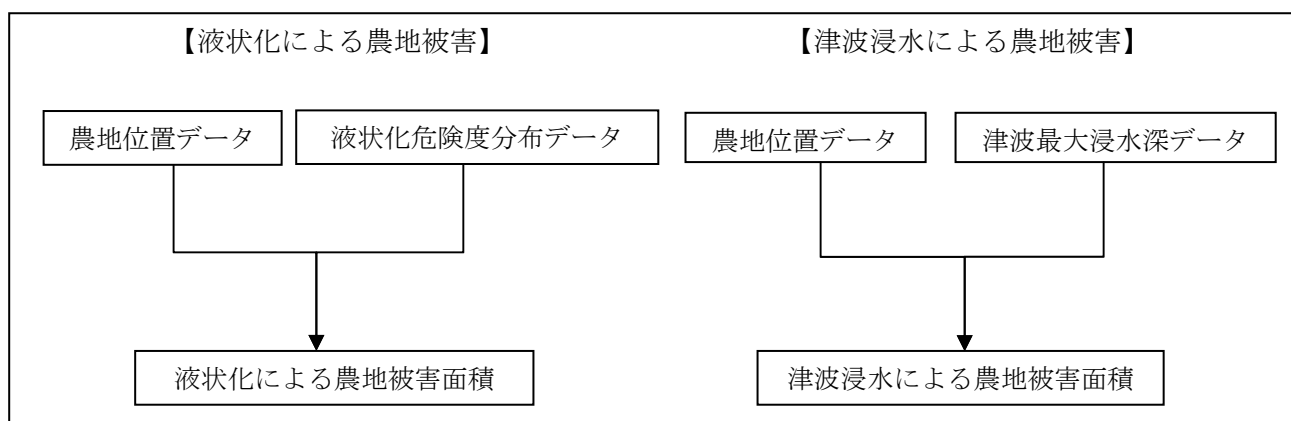 【液状化による農地被害】
農地位置データ
液状化危険度分布データ
液状化による農地被害面積
【津波浸水による農地被害】
農地位置データ
津波最大浸水深データ
津波浸水による農地被害面積